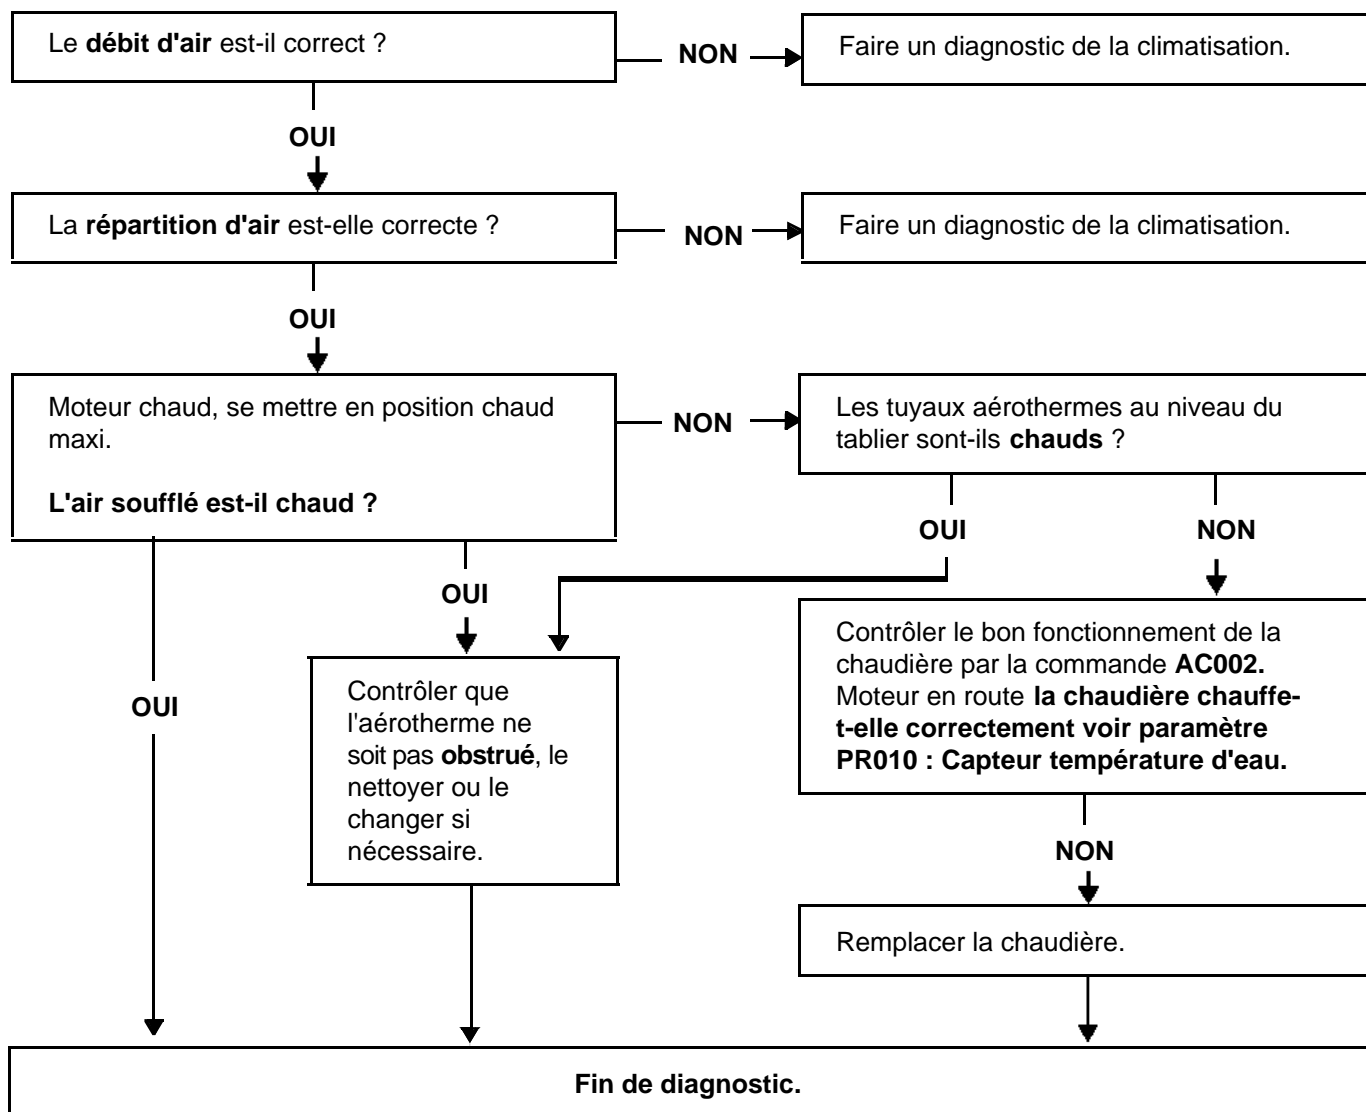 Le débit d'air est-il correct ?
NON
Faire un diagnostic de la climatisation.
OUI
La répartition d'air est-elle correcte ?
NON
Faire un diagnostic de la climatisation.
OUI
Moteur chaud, se mettre en position chaud
maxi.
L'air soufflé est-il chaud ?
NON
Les tuyaux aérothermes au niveau du
tablier sont-ils chauds ?
OUI
NON
OUI
OUI
Contrôler que
l'aérotherme ne
soit pas obstrué, le
nettoyer ou le
changer si
nécessaire.
Contrôler le bon fonctionnement de la
chaudière par la commande AC002.
Moteur en route la chaudière chauffe-
t-elle correctement voir paramètre
PR010 : Capteur température d'eau.
NON
Remplacer la chaudière.
Fin de diagnostic.